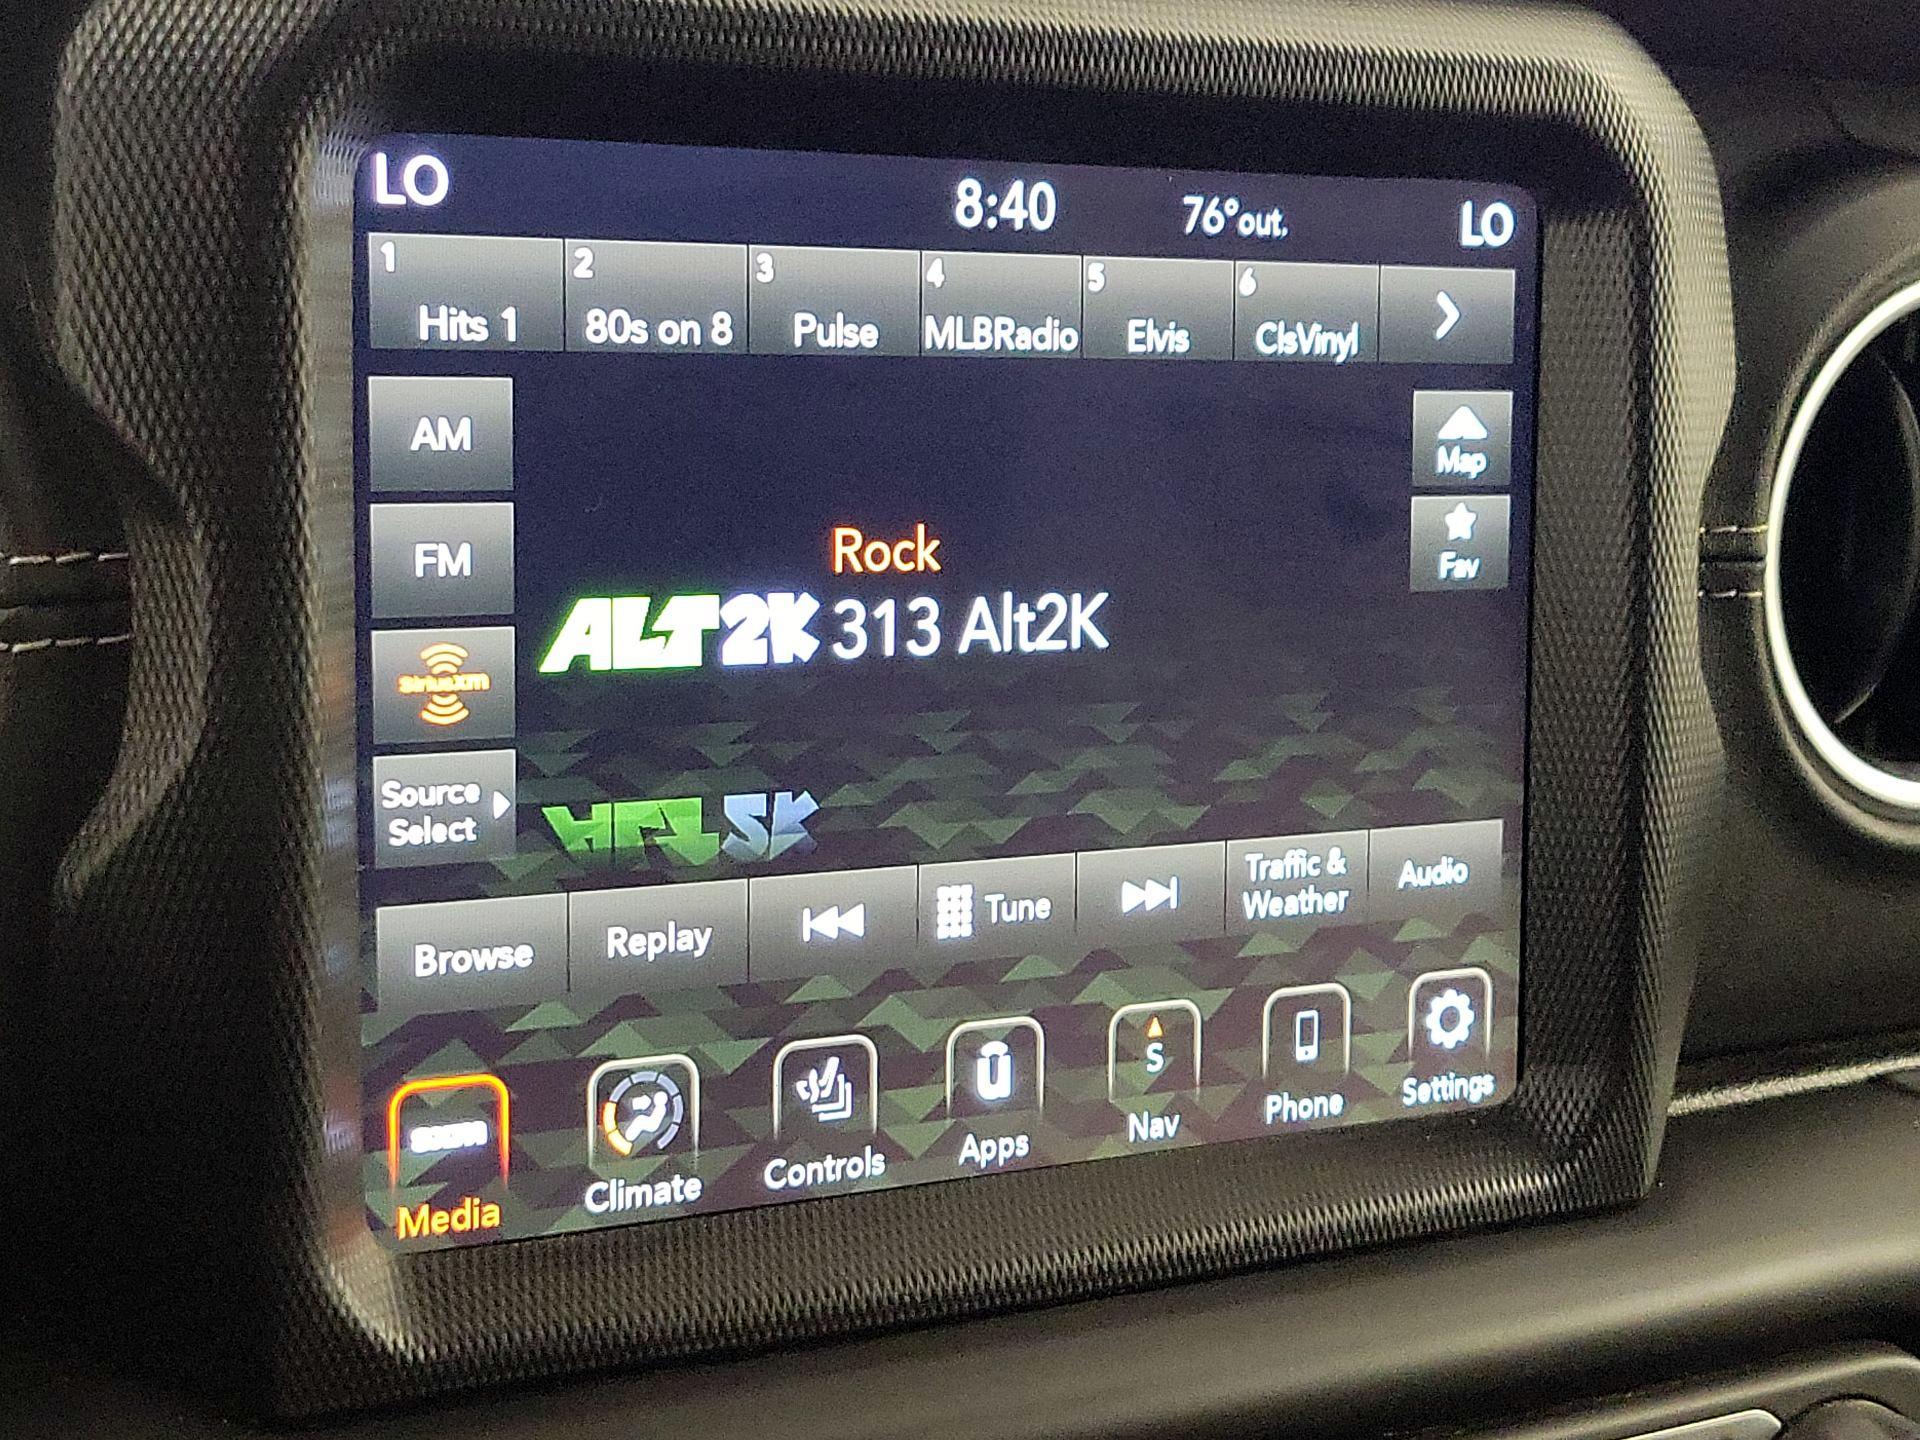 LO 8:40 76°out. LO
1 2 3 4 5 6
Hits 1 80s on 8 Pulse MLBRadio Elvis ClsVinyl
AM
Map
FM
Fav
Rock
ALT2K 313 Alt2K
siriusxm
Source
Select
Browse Replay Tune Traffic &
Weather Audio
S
sxm
Media Climate Controls Apps Nav Phone Settings